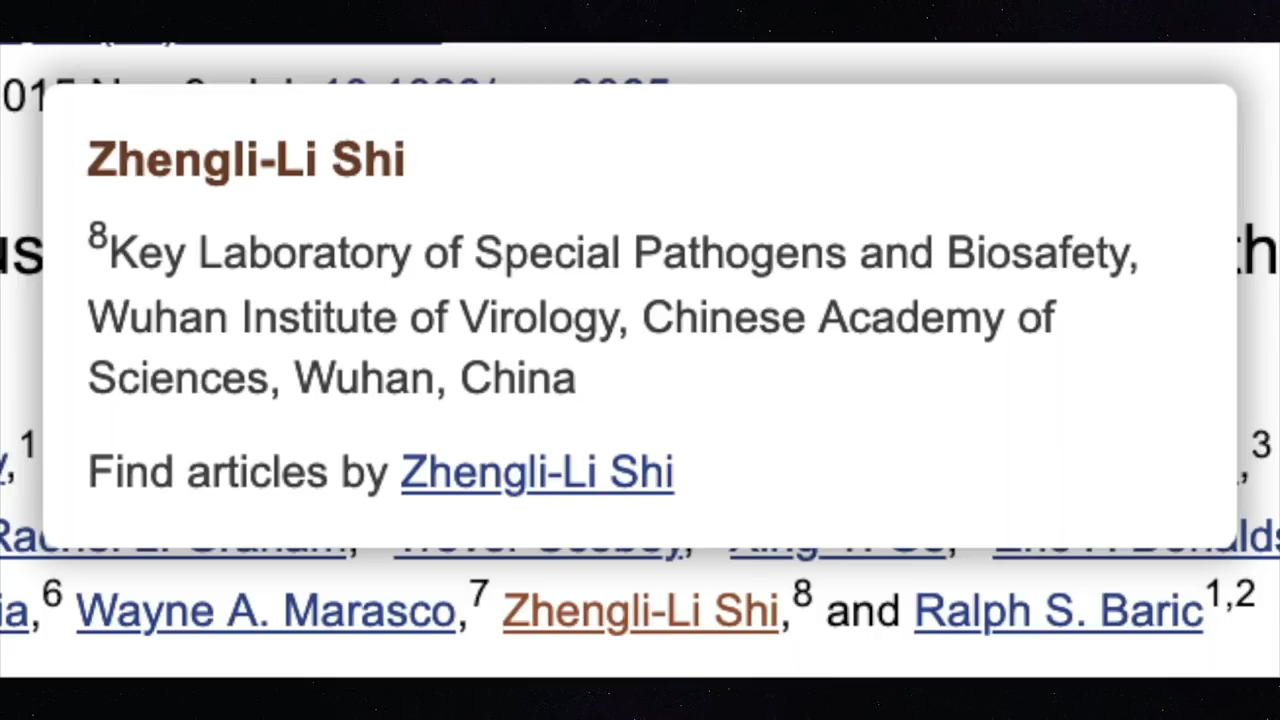 Zhengli-Li Shi
⁸Key Laboratory of Special Pathogens and Biosafety,
Wuhan Institute of Virology, Chinese Academy of
Sciences, Wuhan, China
Find articles by Zhengli-Li Shi
ia,⁶ Wayne A. Marasco,⁷ Zhengli-Li Shi,⁸ and Ralph S. Baric¹,²